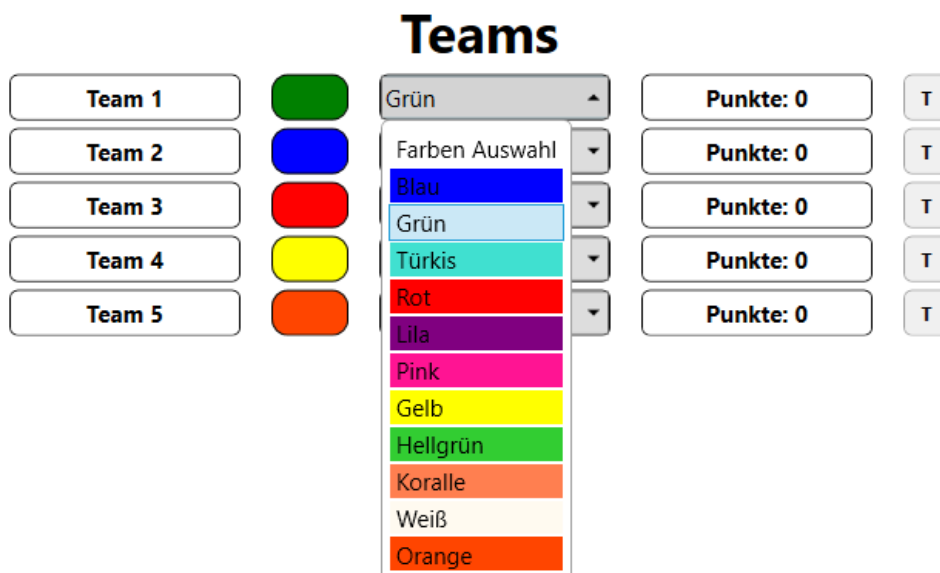 Teams
Team 1 Grün Punkte: 0 T
Team 2 Punkte: 0 T
Team 3 Punkte: 0 T
Team 4 Punkte: 0 T
Team 5 Punkte: 0 T
Farben Auswahl
Blau
Grün
Türkis
Rot
Lila
Pink
Gelb
Hellgrün
Koralle
Weiß
Orange